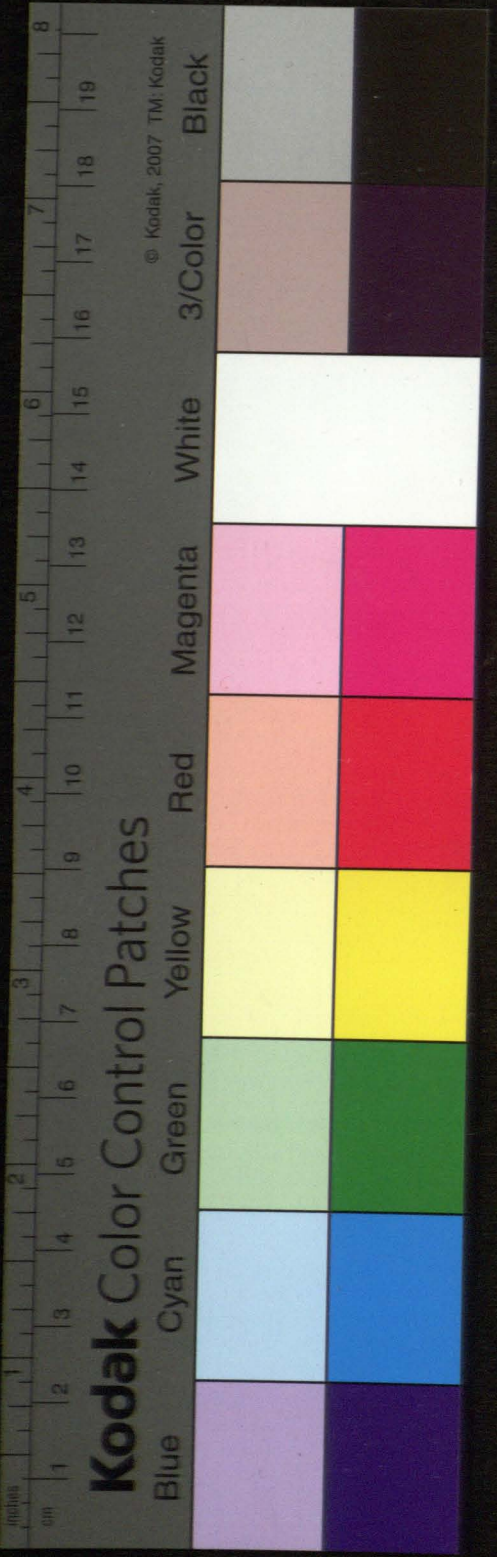 inches 1 2 3 4 5 6 7 8
cm 1 2 3 4 5 6 7 8 9 10 11 12 13 14 15 16 17 18 19
Kodak Color Control Patches
© Kodak, 2007 TM: Kodak
Blue Cyan Green Yellow Red Magenta White 3/Color Black